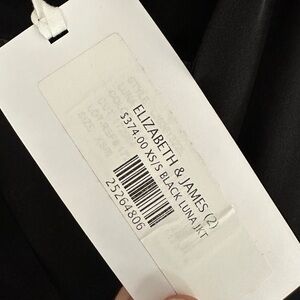 ELIZABETH & JAMES (2)
$374.00 XS/S BLACK LUNA JKT
25264806